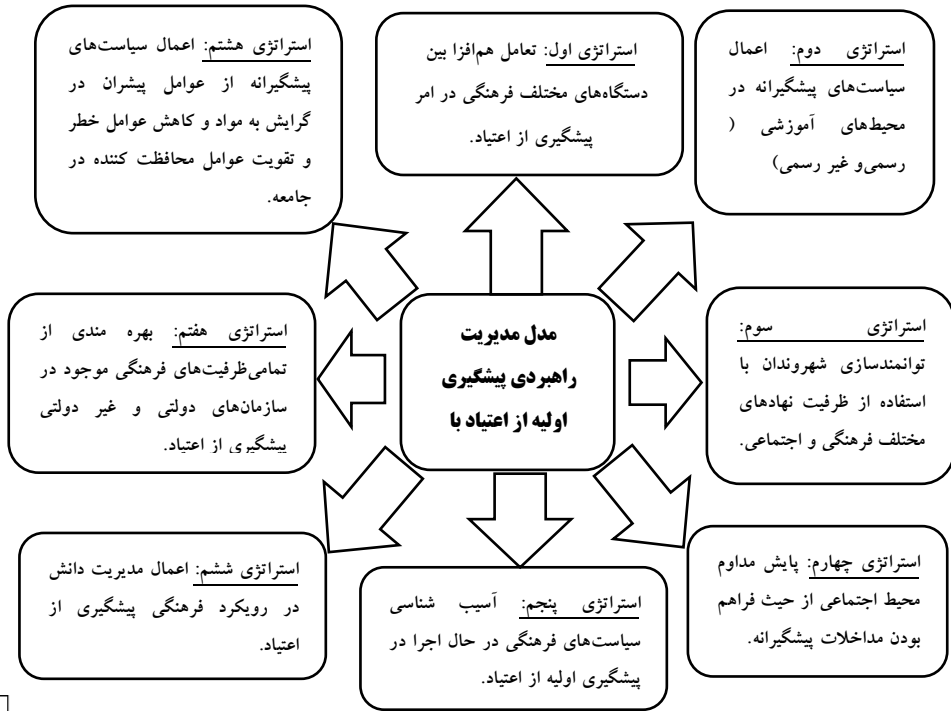 استراتژی اول: تعامل هم‌افزا بین
دستگاه‌های مختلف فرهنگی در امر
پیشگیری از اعتیاد.
استراتژی دوم: اعمال
سیاست‌های پیشگیرانه در
محیط‌های آموزشی (
رسمی‌و غیر رسمی)
استراتژی سوم:
توانمندسازی شهروندان با
استفاده از ظرفیت نهادهای
مختلف فرهنگی و اجتماعی.
استراتژی چهارم: پایش مداوم
محیط اجتماعی از حیث فراهم
بودن مداخلات پیشگیرانه.
استراتژی پنجم: آسیب شناسی
سیاست‌های فرهنگی در حال اجرا در
پیشگیری اولیه از اعتیاد.
استراتژی ششم: اعمال مدیریت دانش
در رویکرد فرهنگی پیشگیری از
اعتیاد.
استراتژی هفتم: بهره مندی از
تمامی‌ظرفیت‌های فرهنگی موجود در
سازمان‌های دولتی و غیر دولتی
پیشگیری از اعتیاد.
استراتژی هشتم: اعمال سیاست‌های
پیشگیرانه از عوامل پیشران در
گرایش به مواد و کاهش عوامل خطر
و تقویت عوامل محافظت کننده در
جامعه.
مدل مدیریت
راهبردی پیشگیری
اولیه از اعتیاد با